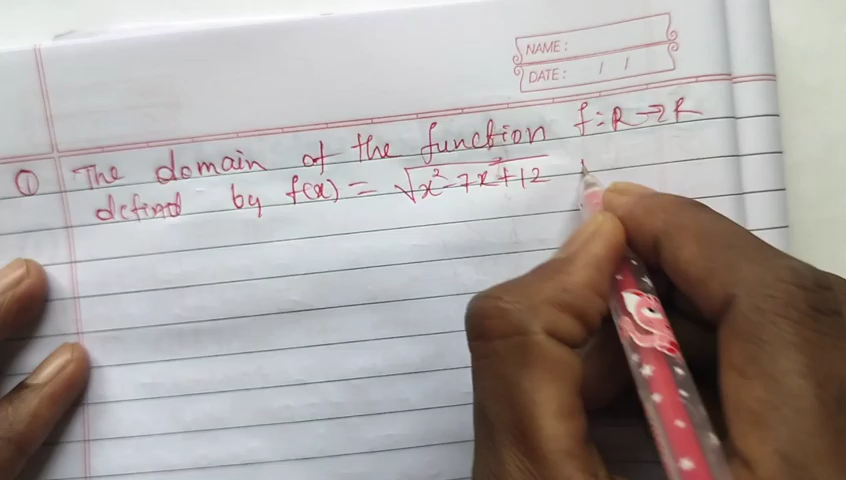 NAME:
DATE: / /
① The domain of the function f: R → R
defined by f(x) = √x²-7x+12